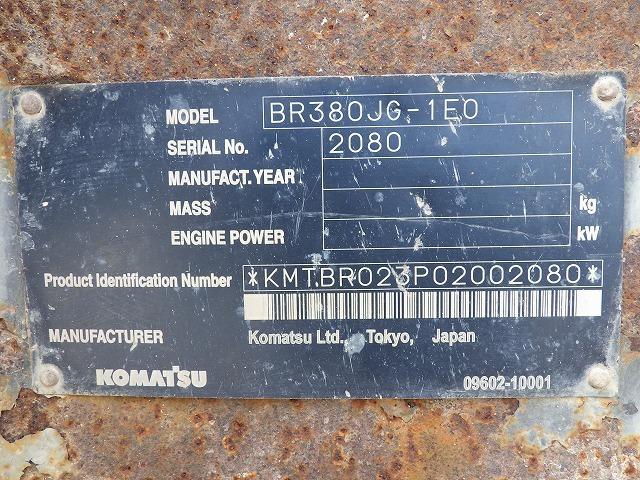 MODEL BR380JG-1E0
SERIAL No. 2080
MANUFACT. YEAR
MASS kg
ENGINE POWER kW
Product Identification Number *KMTBR023P02002080*
MANUFACTURER Komatsu Ltd., Tokyo, Japan
KOMATSU 09602-10001